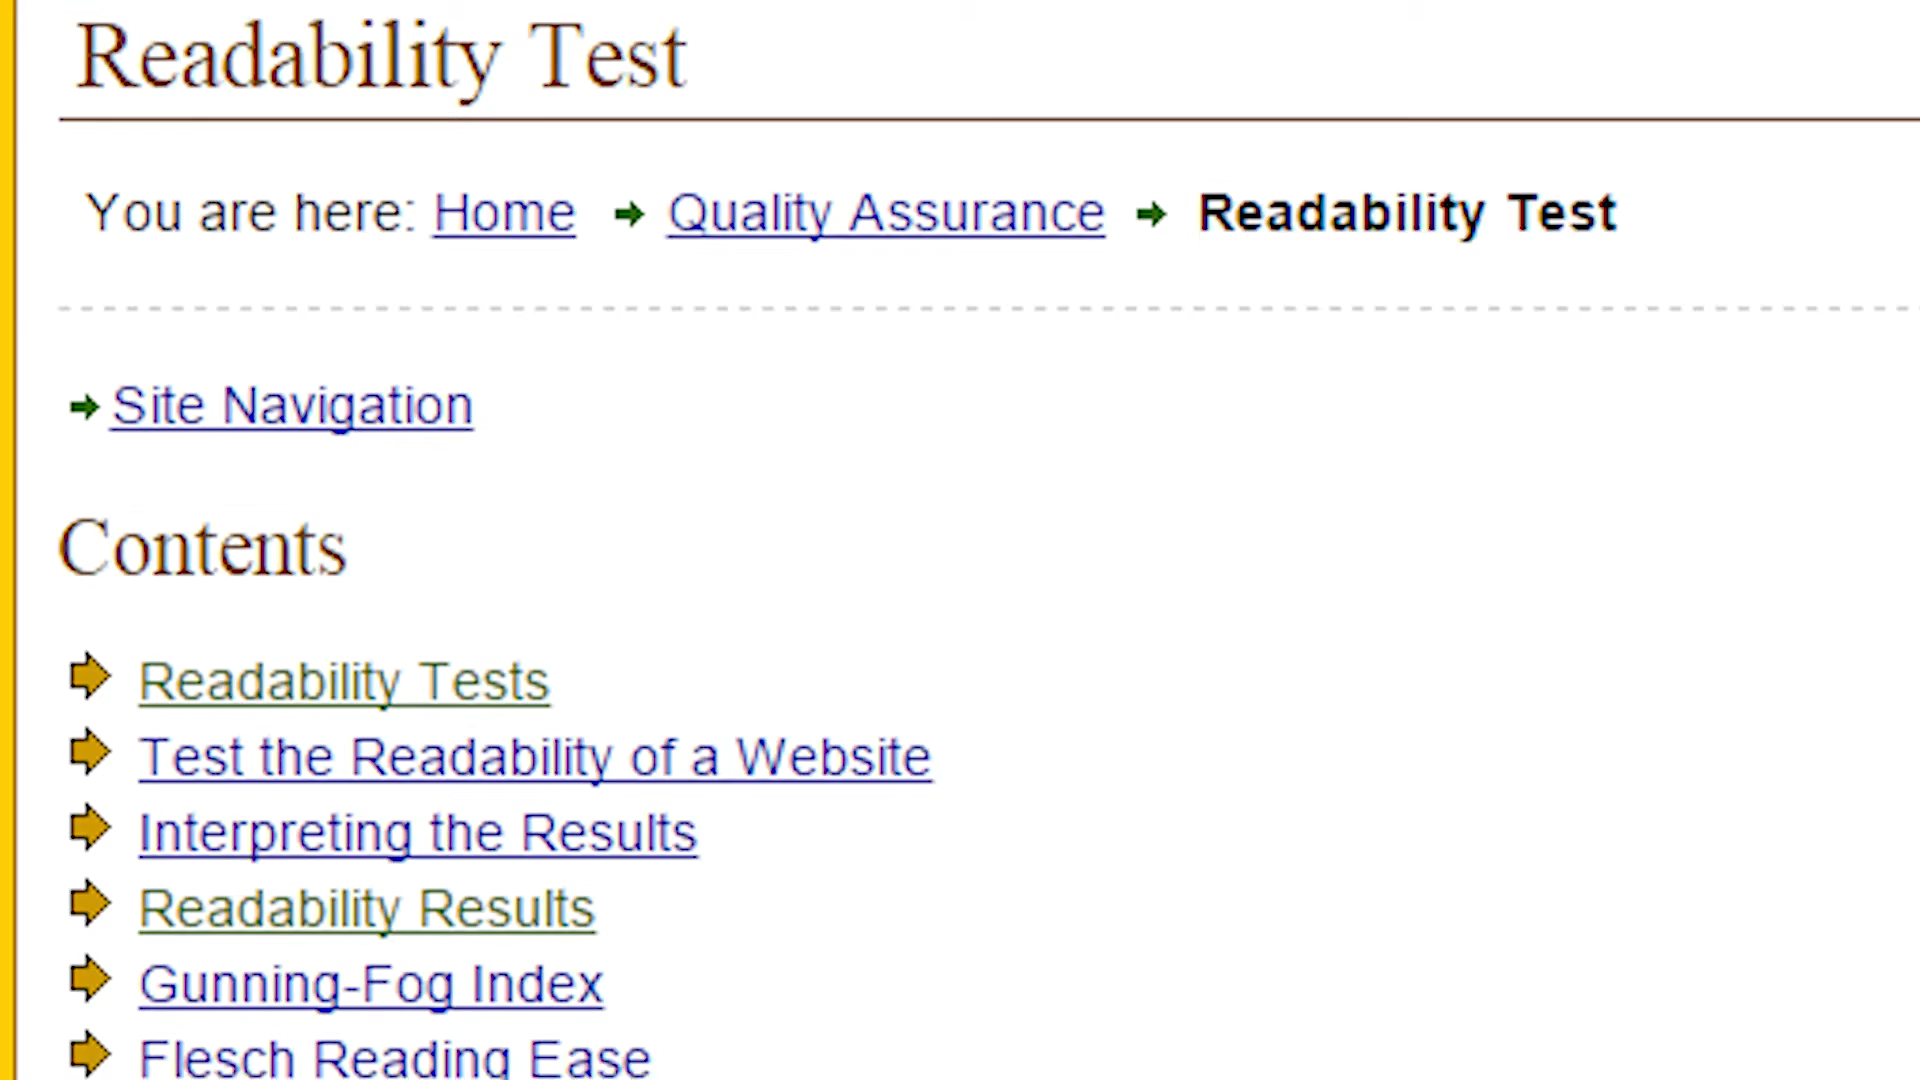 Readability Test
You are here: Home Quality Assurance Readability Test
Site Navigation
Contents
Readability Tests
Test the Readability of a Website
Interpreting the Results
Readability Results
Gunning-Fog Index
Flesch Reading Ease